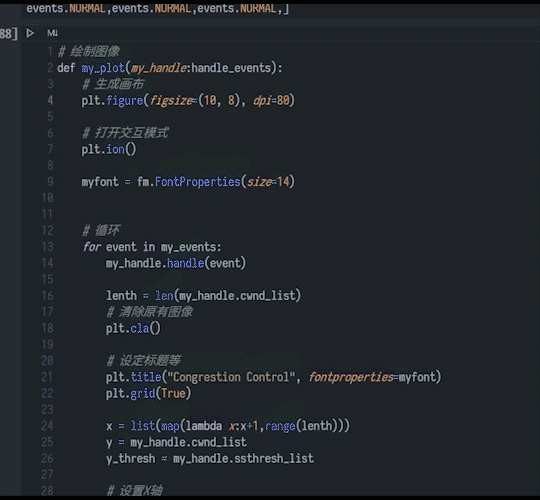 events.NORMAL,events.NORMAL,events.NORMAL,]
88] M↓
1 # 绘制图像
2 def my_plot(my_handle:handle_events):
3 # 生成画布
4 plt.figure(figsize=(10, 8), dpi=80)
5
6 # 打开交互模式
7 plt.ion()
8
9 myfont = fm.FontProperties(size=14)
10
11
12 # 循环
13 for event in my_events:
14 my_handle.handle(event)
15
16 lenth = len(my_handle.cwnd_list)
17 # 清除原有图像
18 plt.cla()
19
20 # 设定标题等
21 plt.title("Congrestion Control", fontproperties=myfont)
22 plt.grid(True)
23
24 x = list(map(lambda x:x+1,range(lenth)))
25 y = my_handle.cwnd_list
26 y_thresh = my_handle.ssthresh_list
27
28 # 设置X轴